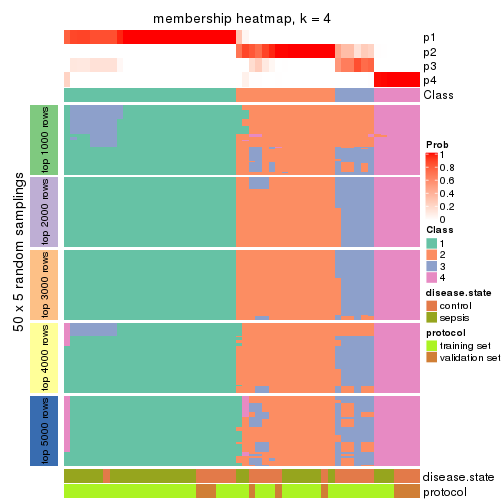 membership heatmap, k = 4
p1
p2
p3
p4
Class
50 x 5 random samplings
top 1000 rows
top 2000 rows
top 3000 rows
top 4000 rows
top 5000 rows
Prob
1
0.8
0.6
0.4
0.2
0
Class
1
2
3
4
disease.state
control
sepsis
protocol
training set
validation set
disease.state
protocol